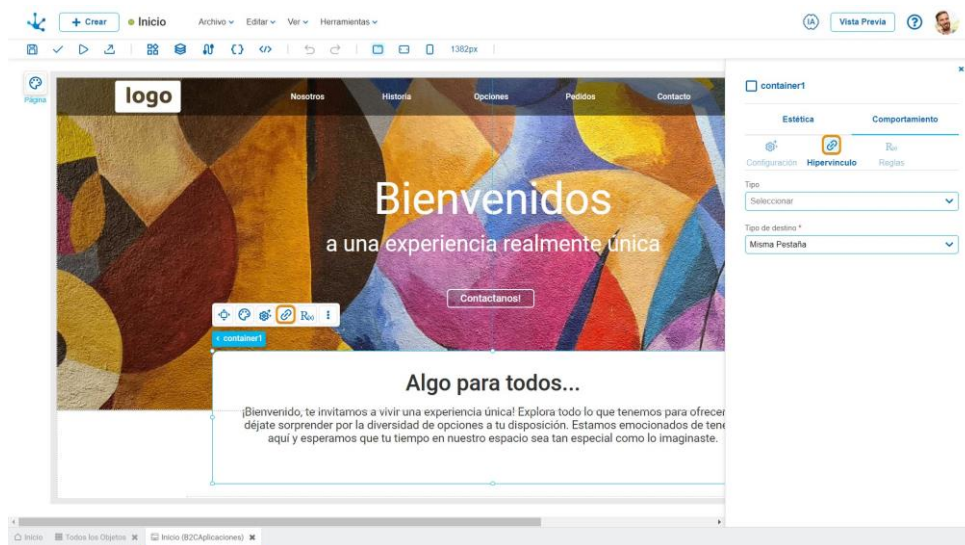 + Crear
Inicio
Archivo
Editar
Ver
Herramientas
IA
Vista Previa
?
1382px
Página
logo
Nosotros
Historia
Opciones
Pedidos
Contacto
Bienvenidos
a una experiencia realmente única
Contactanos!
container1
Algo para todos...
¡Bienvenido, te invitamos a vivir una experiencia única! Explora todo lo que tenemos para ofrecer
déjate sorprender por la diversidad de opciones a tu disposición. Estamos emocionados de tene
aquí y esperamos que tu tiempo en nuestro espacio sea tan especial como lo imaginaste.
container1
Estética
Comportamiento
Configuración
Hipervínculo
Reglas
Tipo
Seleccionar
Tipo de destino *
Misma Pestaña
Inicio
Todos los Objetos
Inicio (B2CAplicaciones)